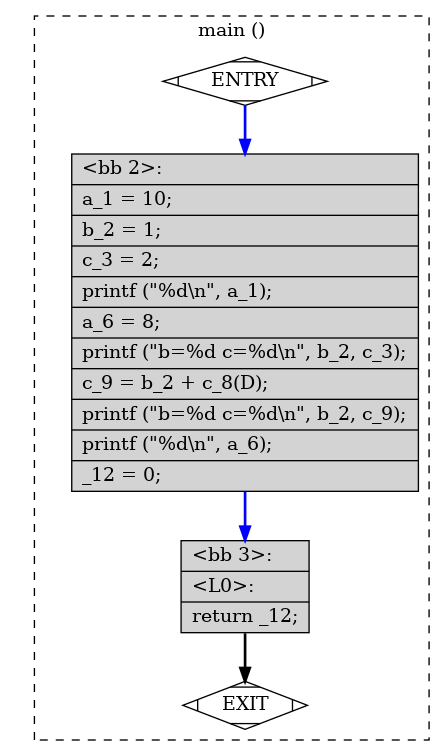 main ()
ENTRY
<bb 2>:
a_1 = 10;
b_2 = 1;
c_3 = 2;
printf ("%d\n", a_1);
a_6 = 8;
printf ("b=%d c=%d\n", b_2, c_3);
c_9 = b_2 + c_8(D);
printf ("b=%d c=%d\n", b_2, c_9);
printf ("%d\n", a_6);
_12 = 0;
<bb 3>:
<L0>:
return _12;
EXIT